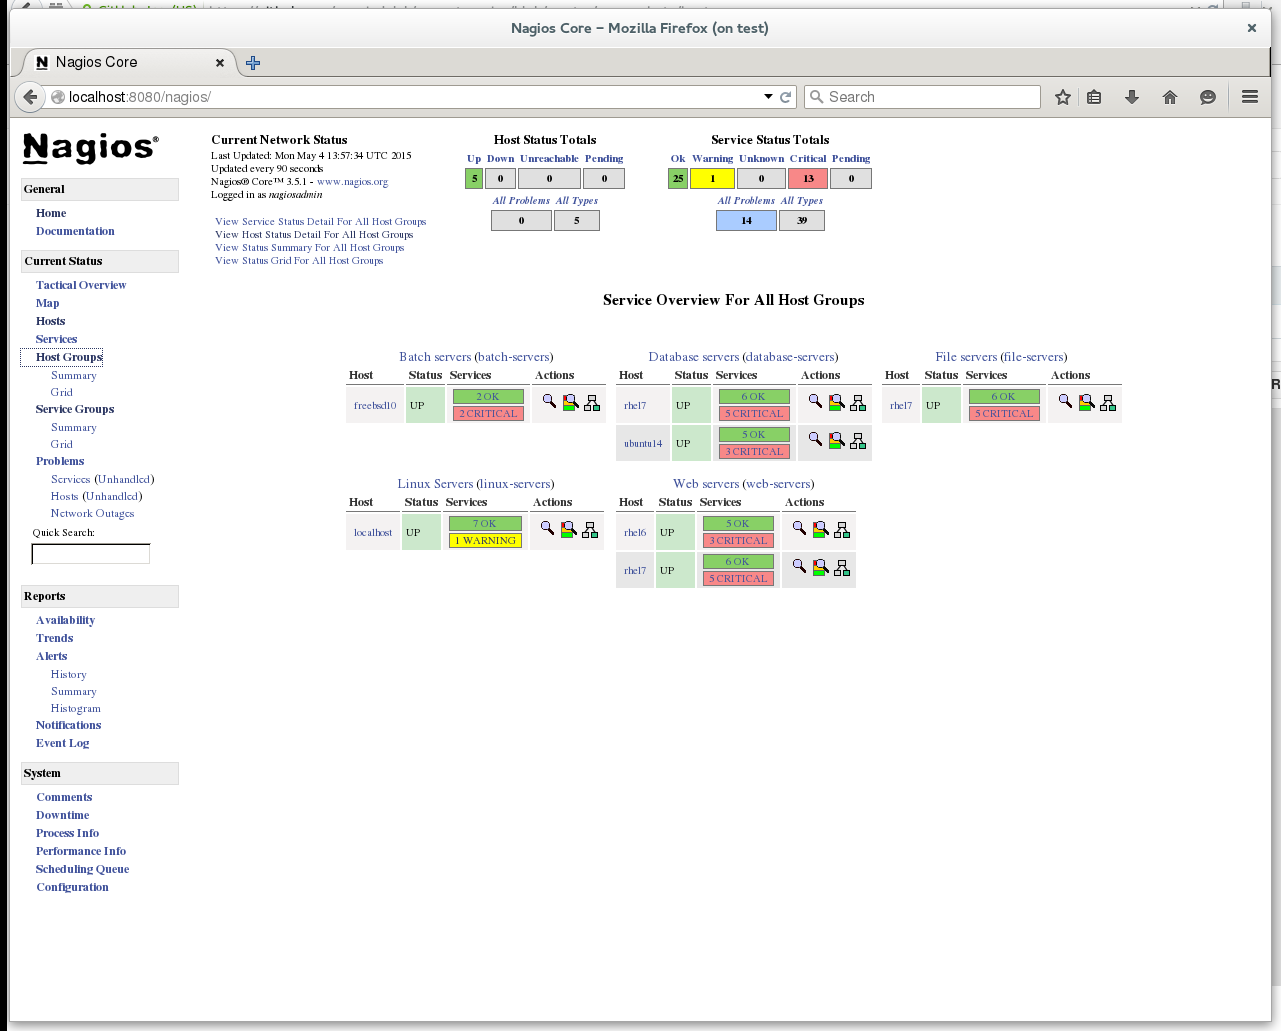 Nagios Core – Mozilla Firefox (on test)
Nagios Core
localhost:8080/nagios/
Search
Nagios®
General
Home
Documentation
Current Status
Tactical Overview
Map
Hosts
Services
Host Groups
Summary
Grid
Service Groups
Summary
Grid
Problems
Services (Unhandled)
Hosts (Unhandled)
Network Outages
Quick Search:
Reports
Availability
Trends
Alerts
History
Summary
Histogram
Notifications
Event Log
System
Comments
Downtime
Process Info
Performance Info
Scheduling Queue
Configuration
Current Network Status
Last Updated: Mon May 4 13:57:34 UTC 2015
Updated every 90 seconds
Nagios® Core™ 3.5.1 - www.nagios.org
Logged in as nagiosadmin
View Service Status Detail For All Host Groups
View Host Status Detail For All Host Groups
View Status Summary For All Host Groups
View Status Grid For All Host Groups
Host Status Totals
Up Down Unreachable Pending
5 0 0 0
All Problems All Types
0 5
Service Status Totals
Ok Warning Unknown Critical Pending
25 1 0 13 0
All Problems All Types
14 39
Service Overview For All Host Groups
Batch servers (batch-servers)
Host Status Services Actions
freebsd10 UP 2 OK
2 CRITICAL
Database servers (database-servers)
Host Status Services Actions
rhel7 UP 6 OK
5 CRITICAL
ubuntu14 UP 5 OK
3 CRITICAL
File servers (file-servers)
Host Status Services Actions
rhel7 UP 6 OK
5 CRITICAL
Linux Servers (linux-servers)
Host Status Services Actions
localhost UP 7 OK
1 WARNING
Web servers (web-servers)
Host Status Services Actions
rhel6 UP 5 OK
3 CRITICAL
rhel7 UP 6 OK
5 CRITICAL